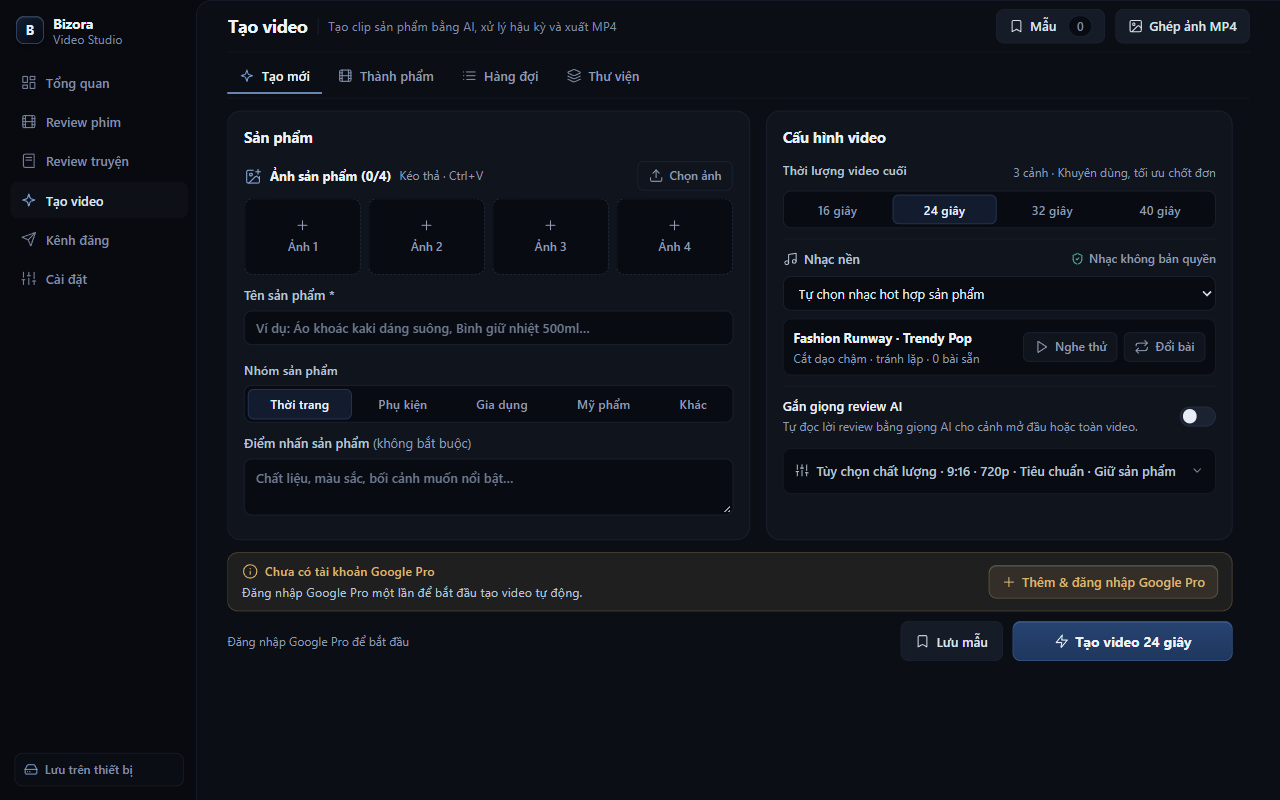 B
Bizora
Video Studio
Tổng quan
Review phim
Review truyện
Tạo video
Kênh đăng
Cài đặt
Lưu trên thiết bị
Tạo video
Tạo clip sản phẩm bằng AI, xử lý hậu kỳ và xuất MP4
Mẫu 0
Ghép ảnh MP4
Tạo mới
Thành phẩm
Hàng đợi
Thư viện
Sản phẩm
Ảnh sản phẩm (0/4) Kéo thả · Ctrl+V
Chọn ảnh
Ảnh 1
Ảnh 2
Ảnh 3
Ảnh 4
Tên sản phẩm *
Ví dụ: Áo khoác kaki dáng suông, Bình giữ nhiệt 500ml...
Nhóm sản phẩm
Thời trang
Phụ kiện
Gia dụng
Mỹ phẩm
Khác
Điểm nhấn sản phẩm (không bắt buộc)
Chất liệu, màu sắc, bối cảnh muốn nổi bật...
Cấu hình video
Thời lượng video cuối
3 cảnh · Khuyên dùng, tối ưu chốt đơn
16 giây
24 giây
32 giây
40 giây
Nhạc nền
Nhạc không bản quyền
Tự chọn nhạc hot hợp sản phẩm
Fashion Runway · Trendy Pop
Cắt dạo chậm · tránh lặp · 0 bài sẵn
Nghe thử
Đổi bài
Gắn giọng review AI
Tự đọc lời review bằng giọng AI cho cảnh mở đầu hoặc toàn video.
Tùy chọn chất lượng · 9:16 · 720p · Tiêu chuẩn · Giữ sản phẩm
Chưa có tài khoản Google Pro
Đăng nhập Google Pro một lần để bắt đầu tạo video tự động.
Thêm & đăng nhập Google Pro
Đăng nhập Google Pro để bắt đầu
Lưu mẫu
Tạo video 24 giây